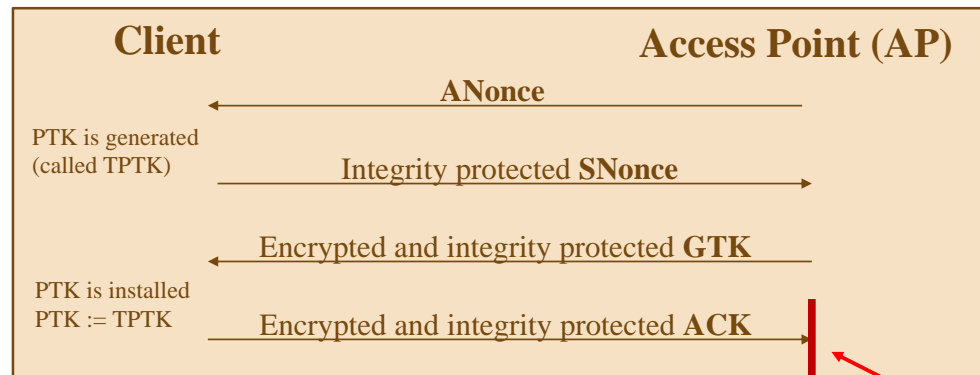 Client
Access Point (AP)
ANonce
PTK is generated
(called TPTK)
Integrity protected SNonce
Encrypted and integrity protected GTK
PTK is installed
PTK := TPTK
Encrypted and integrity protected ACK